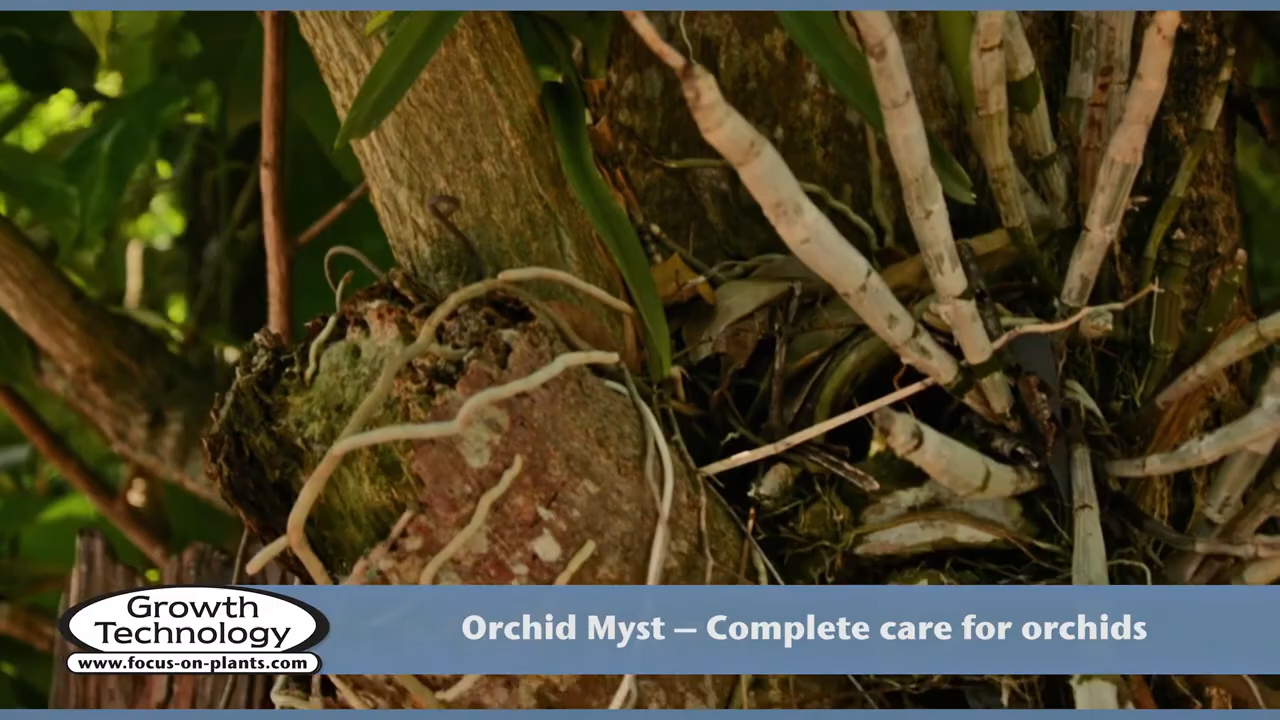 Growth
Technology
www.focus-on-plants.com
Orchid Myst – Complete care for orchids